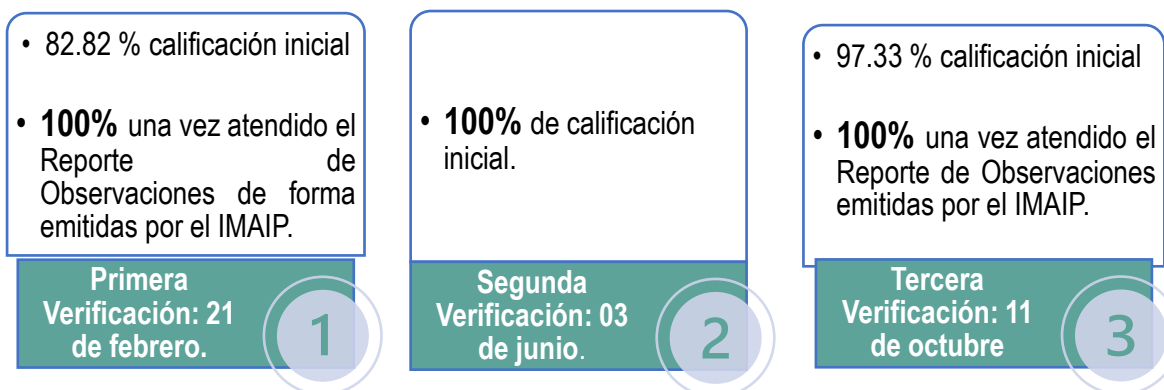 • 82.82 % calificación inicial
• 100% una vez atendido el
Reporte de
Observaciones de forma
emitidas por el IMAIP.
Primera
Verificación: 21
de febrero.
1
• 100% de calificación
inicial.
Segunda
Verificación: 03
de junio.
2
• 97.33 % calificación inicial
• 100% una vez atendido el
Reporte de Observaciones
emitidas por el IMAIP.
Tercera
Verificación: 11
de octubre
3